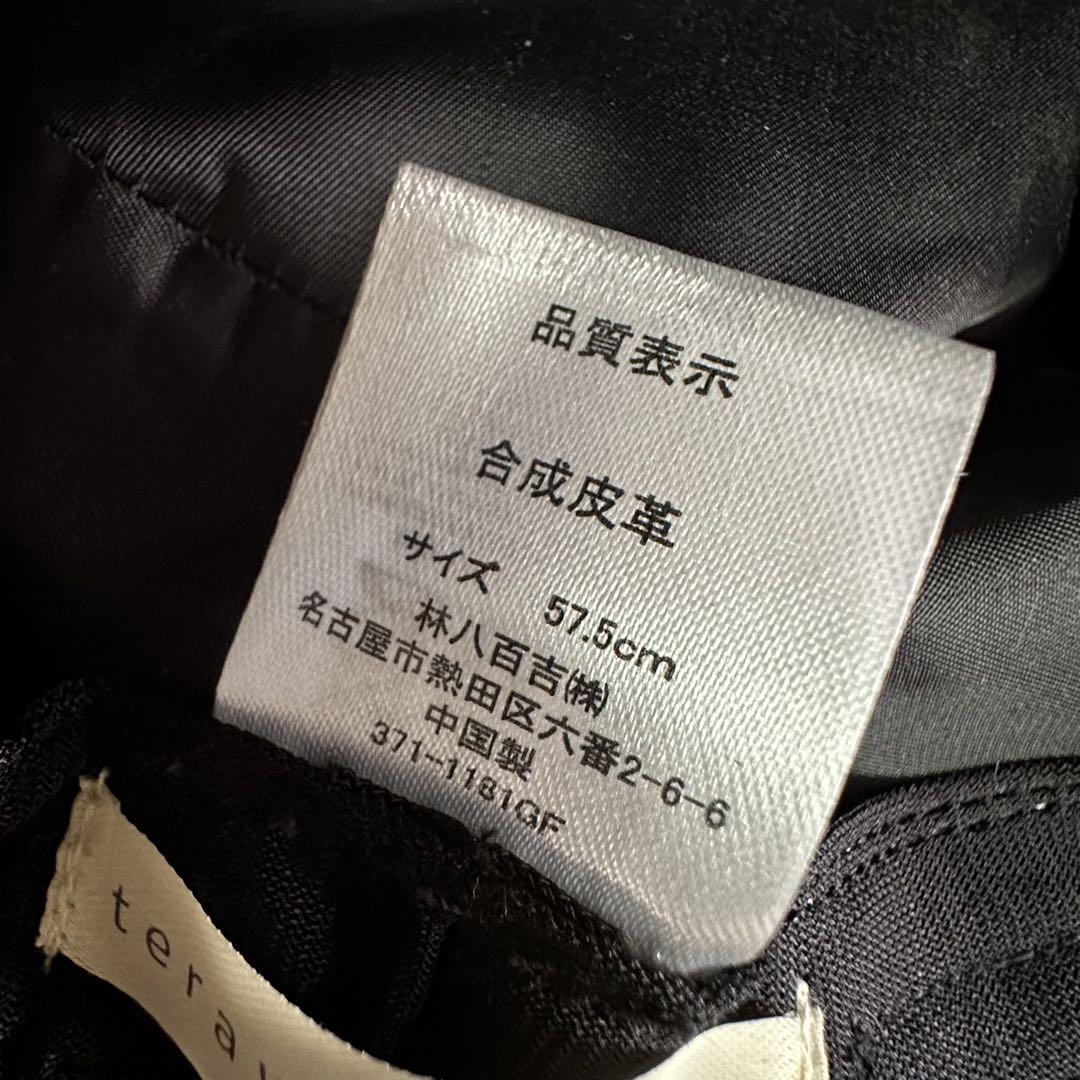 品質表示
合成皮革
サイズ 57.5cm
林八百吉㈱
名古屋市熱田区六番2-6-6
中国製
371-1181GF